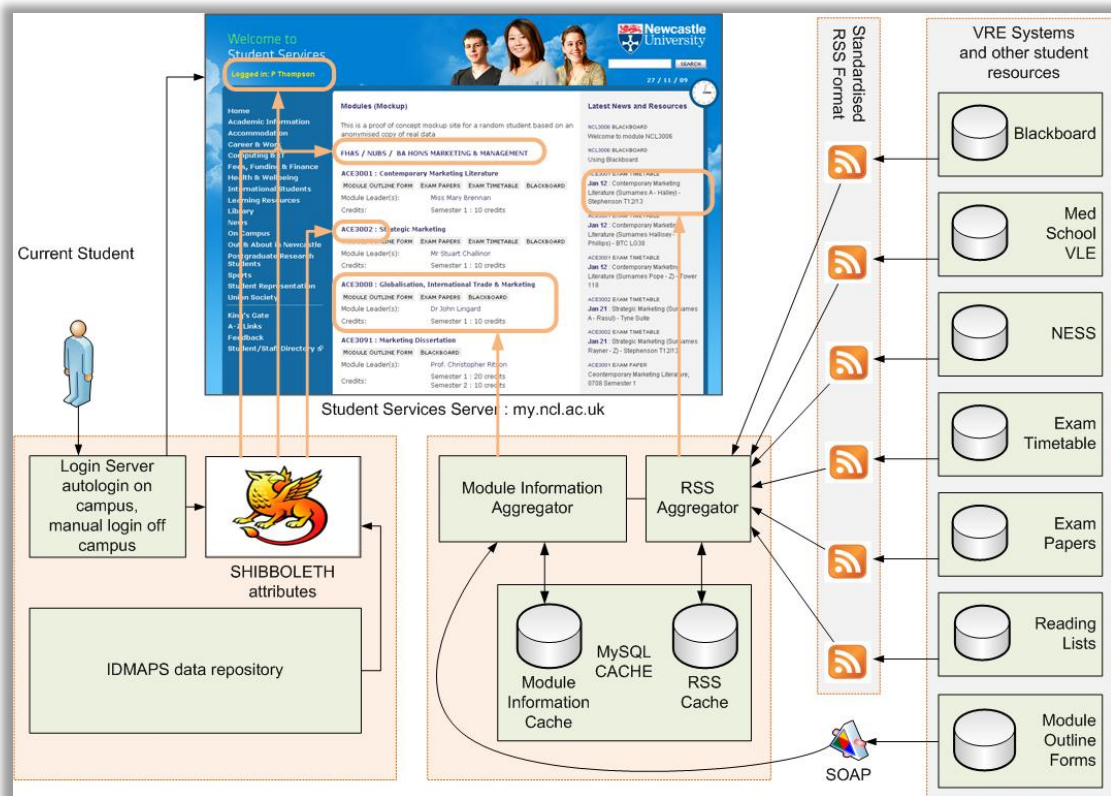 Welcome to
Student Services
Logged in: P Thompson
Newcastle
University
SEARCH
27 / 11 / 09
Home
Academic Information
Accommodation
Career & Work
Computing & IT
Fees, Funding & Finance
Health & Wellbeing
International Students
Learning Resources
Library
News
On Campus
Out & About in Newcastle
Postgraduate Research
Students
Sports
Student Representation
Union Society
King's Gate
A-Z Links
Feedback
Student/Staff Directory
Modules (Mockup)
This is a proof of concept mockup site for a random student based on an
anonymised copy of real data
FH&S / NUBS / BA HONS MARKETING & MANAGEMENT
ACE3001 : Contemporary Marketing Literature
MODULE OUTLINE FORM EXAM PAPERS EXAM TIMETABLE BLACKBOARD
Module Leader(s): Miss Mary Brennan
Credits: Semester 1 : 10 credits
ACE3002 : Strategic Marketing
MODULE OUTLINE FORM EXAM PAPERS EXAM TIMETABLE BLACKBOARD
Module Leader(s): Mr Stuart Challinor
Credits: Semester 1 : 10 credits
ACE3008 : Globalisation, International Trade & Marketing
MODULE OUTLINE FORM EXAM PAPERS BLACKBOARD
Module Leader(s): Dr John Lingard
Credits: Semester 1 : 10 credits
ACE3091 : Marketing Dissertation
MODULE OUTLINE FORM BLACKBOARD
Module Leader(s): Prof. Christopher Ritson
Credits: Semester 1 : 20 credits
Semester 2 : 10 credits
Latest News and Resources
NCL3006 BLACKBOARD
Welcome to module NCL3006
NCL3006 BLACKBOARD
Using Blackboard
ACE3001 EXAM TIMETABLE
Jan 12 : Contemporary Marketing
Literature (Surnames A - Halley) -
Stephenson T12/13
ACE3001 EXAM TIMETABLE
Jan 12 : Contemporary Marketing
Literature (Surnames Hallsey -
Phillips) - BTC LG38
ACE3001 EXAM TIMETABLE
Jan 12 : Contemporary Marketing
Literature (Surnames Pope - Z) - Tower
118
ACE3002 EXAM TIMETABLE
Jan 21 : Strategic Marketing (Surnames
A - Rasul) - Tyne Suite
ACE3002 EXAM TIMETABLE
Jan 21 : Strategic Marketing (Surnames
Rayner - Z) - Stephenson T12/13
ACE3001 EXAM PAPER
Ceontemporary Marketing Literature,
0708 Semester 1
Student Services Server : my.ncl.ac.uk
Current Student
Login Server
autologin on
campus,
manual login off
campus
SHIBBOLETH
attributes
IDMAPS data repository
Module Information
Aggregator
RSS
Aggregator
MySQL
CACHE
Module
Information
Cache
RSS
Cache
Standardised
RSS Format
SOAP
VRE Systems
and other student
resources
Blackboard
Med
School
VLE
NESS
Exam
Timetable
Exam
Papers
Reading
Lists
Module
Outline
Forms